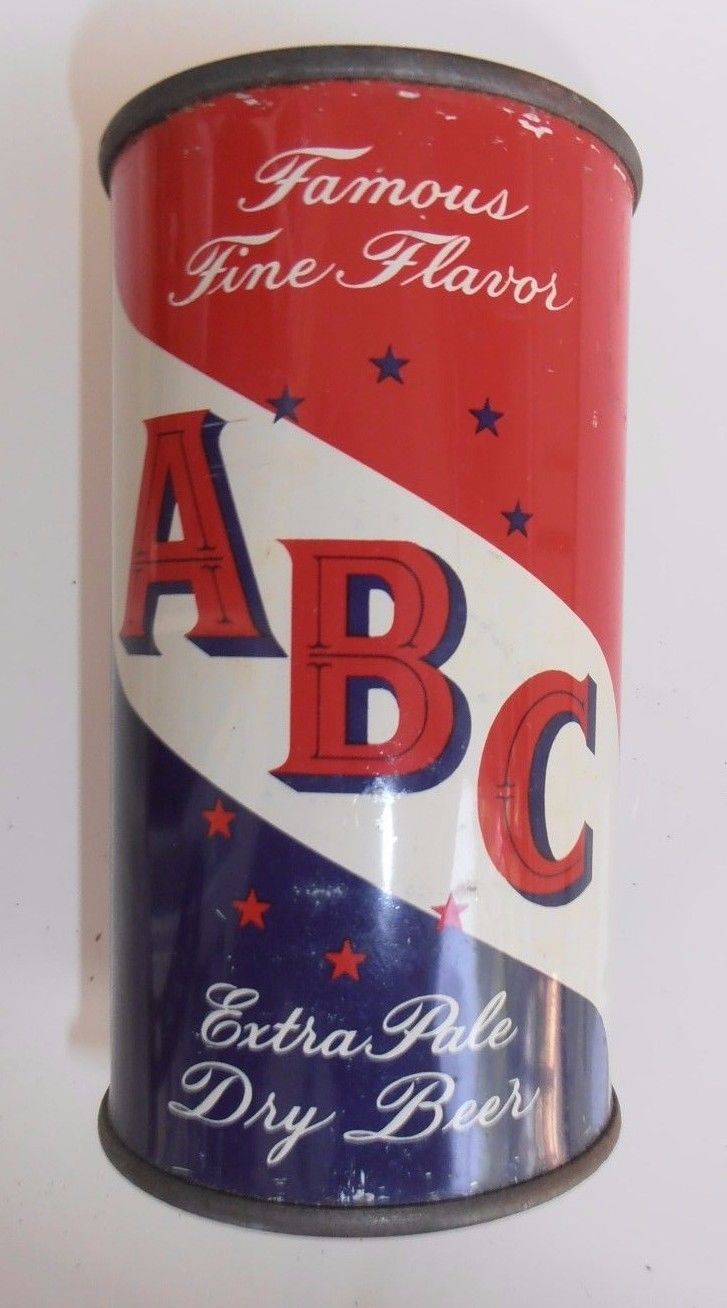 Famous
Fine Flavor
ABC
Extra Pale
Dry Beer